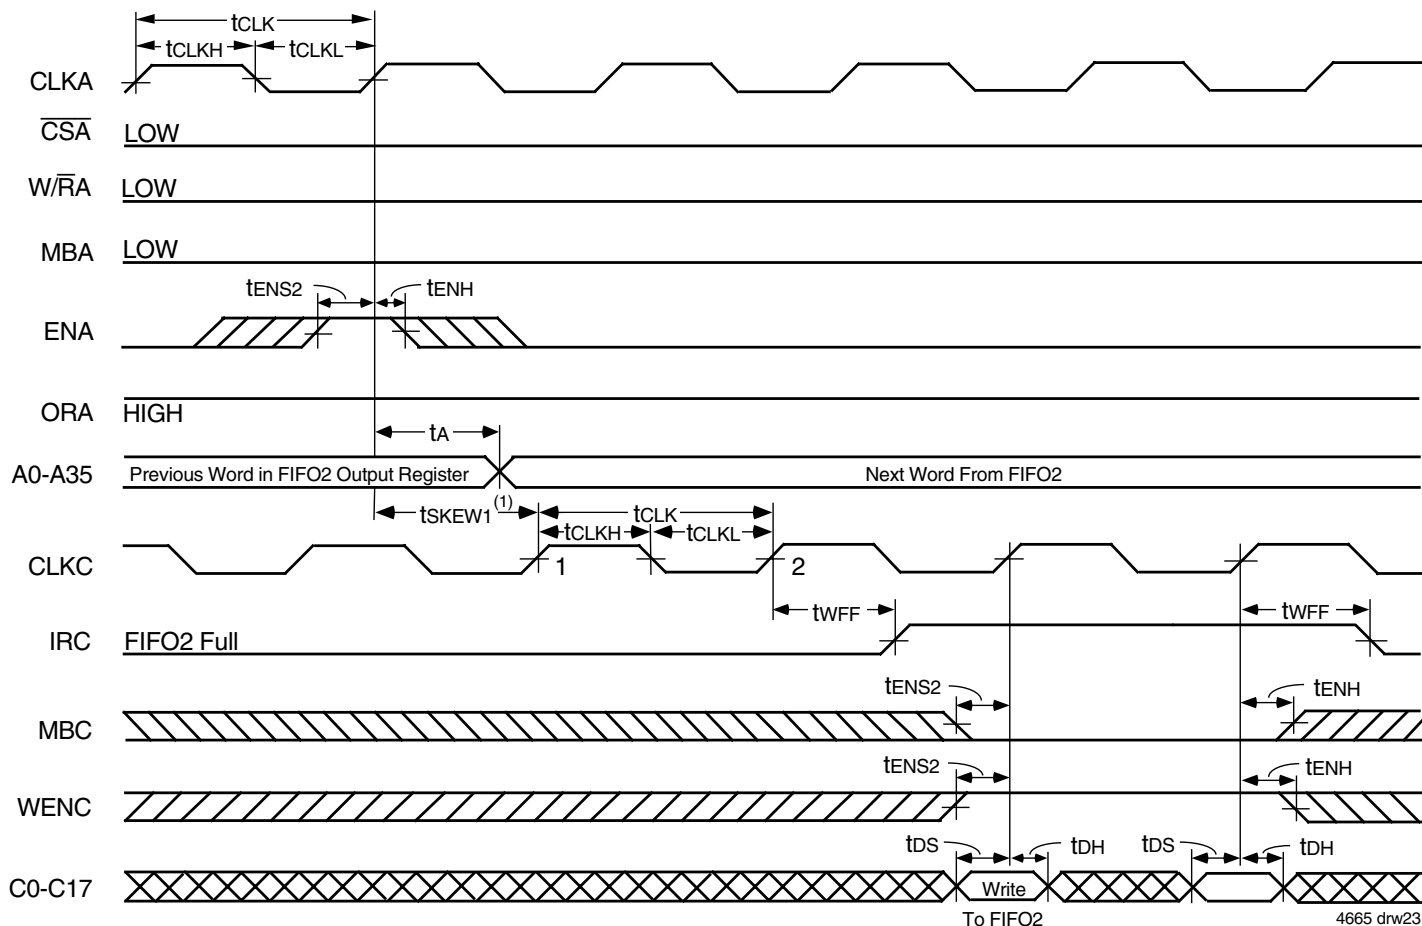 tCLK
tCLKH tCLKL
CLKA
CSA LOW
W/RA LOW
MBA LOW
tENS2 tENH
ENA
ORA HIGH
tA
A0-A35 Previous Word in FIFO2 Output Register Next Word From FIFO2
tSKEW1 (1) tCLK
tCLKH tCLKL
CLKC 1 2
tWFF tWFF
IRC FIFO2 Full
tENS2 tENH
MBC
tENS2 tENH
WENC
tDS tDH tDS tDH
C0-C17 Write
To FIFO2 4665 drw23